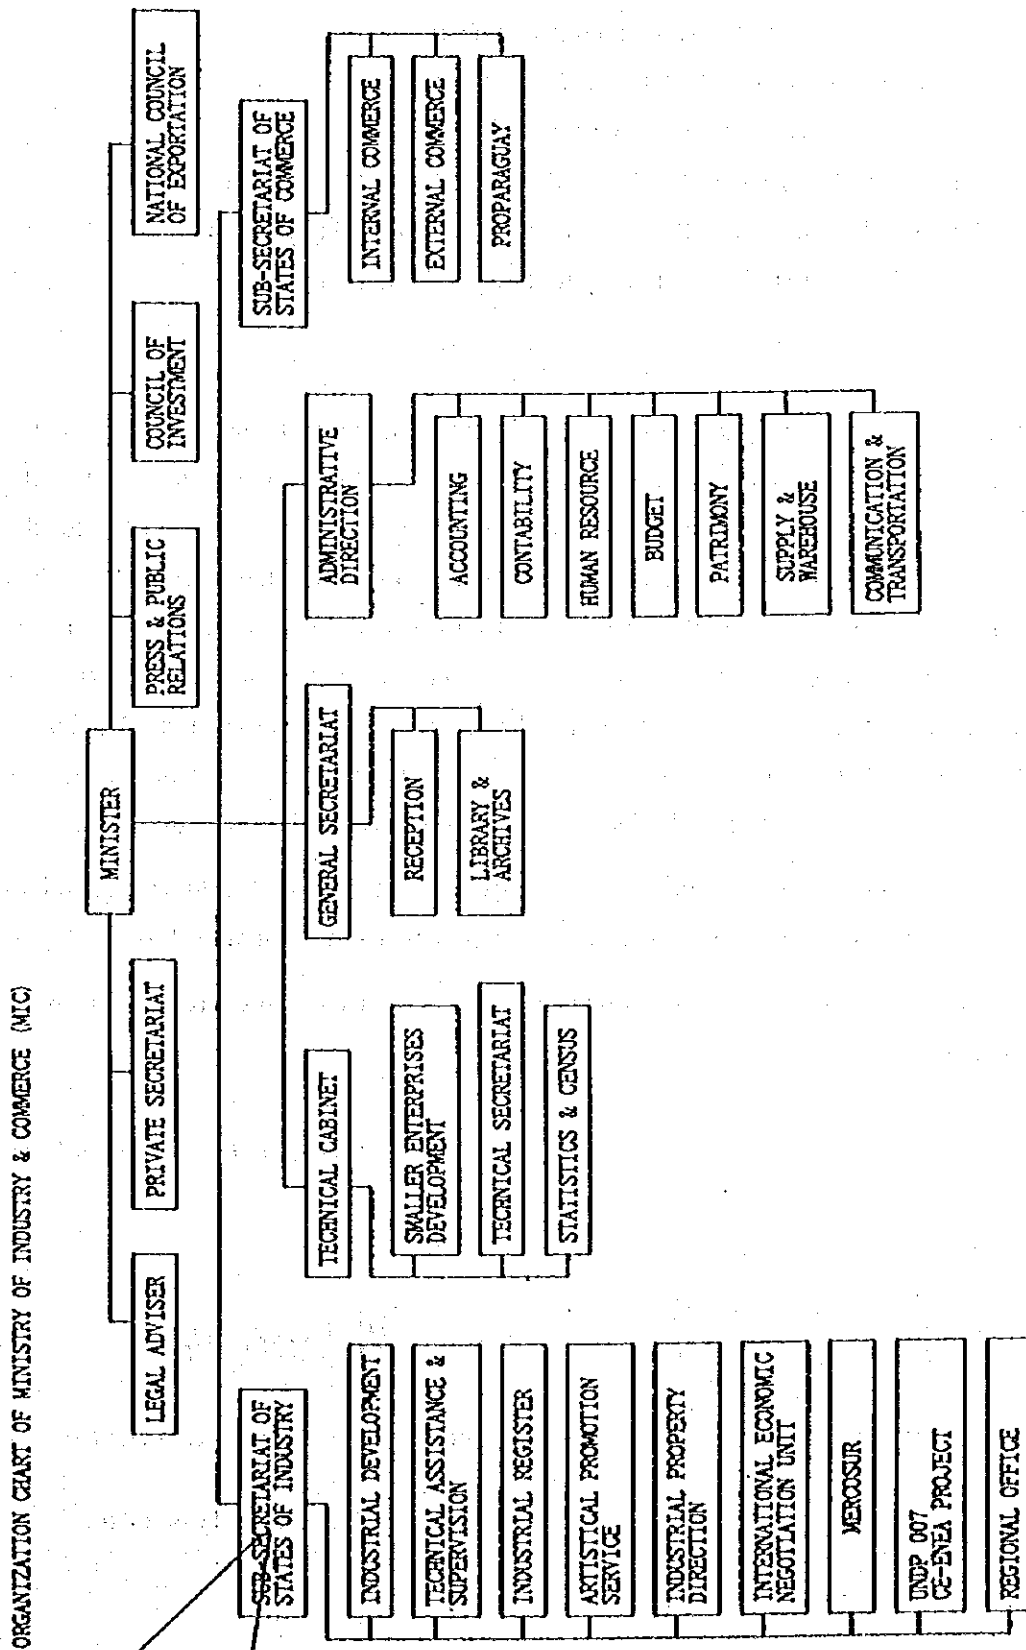 ORGANIZATION CHART OF MINISTRY OF INDUSTRY & COMMERCE (MIC)
MINISTER
LEGAL ADVISER
PRIVATE SECRETARIAT
PRESS & PUBLIC
RELATIONS
COUNCIL OF
INVESTMENT
NATIONAL COUNCIL
OF EXPORTATION
SUB-SECRETARIAT OF
STATES OF INDUSTRY
INDUSTRIAL DEVELOPMENT
TECHNICAL ASSISTANCE &
SUPERVISION
INDUSTRIAL REGISTER
ARTISTICAL PROMOTION
SERVICE
INDUSTRIAL PROPERTY
DIRECTION
INTERNATIONAL ECONOMIC
NEGOTIATION UNIT
MERCOSUR
UNDP 007
CE-ENEA PROJECT
REGIONAL OFFICE
TECHNICAL CABINET
SMALLER ENTERPRISES
DEVELOPMENT
TECHNICAL SECRETARIAT
STATISTICS & CENSUS
GENERAL SECRETARIAT
RECEPTION
LIBRARY &
ARCHIVES
ADMINISTRATIVE
DIRECTION
ACCOUNTING
CONTABILITY
HUMAN RESOURCE
BUDGET
PATRIMONY
SUPPLY &
WAREHOUSE
COMMUNICATION &
TRANSPORTATION
SUB-SECRETARIAT OF
STATES OF COMMERCE
INTERNAL COMMERCE
EXTERNAL COMMERCE
PROPARAGUAY